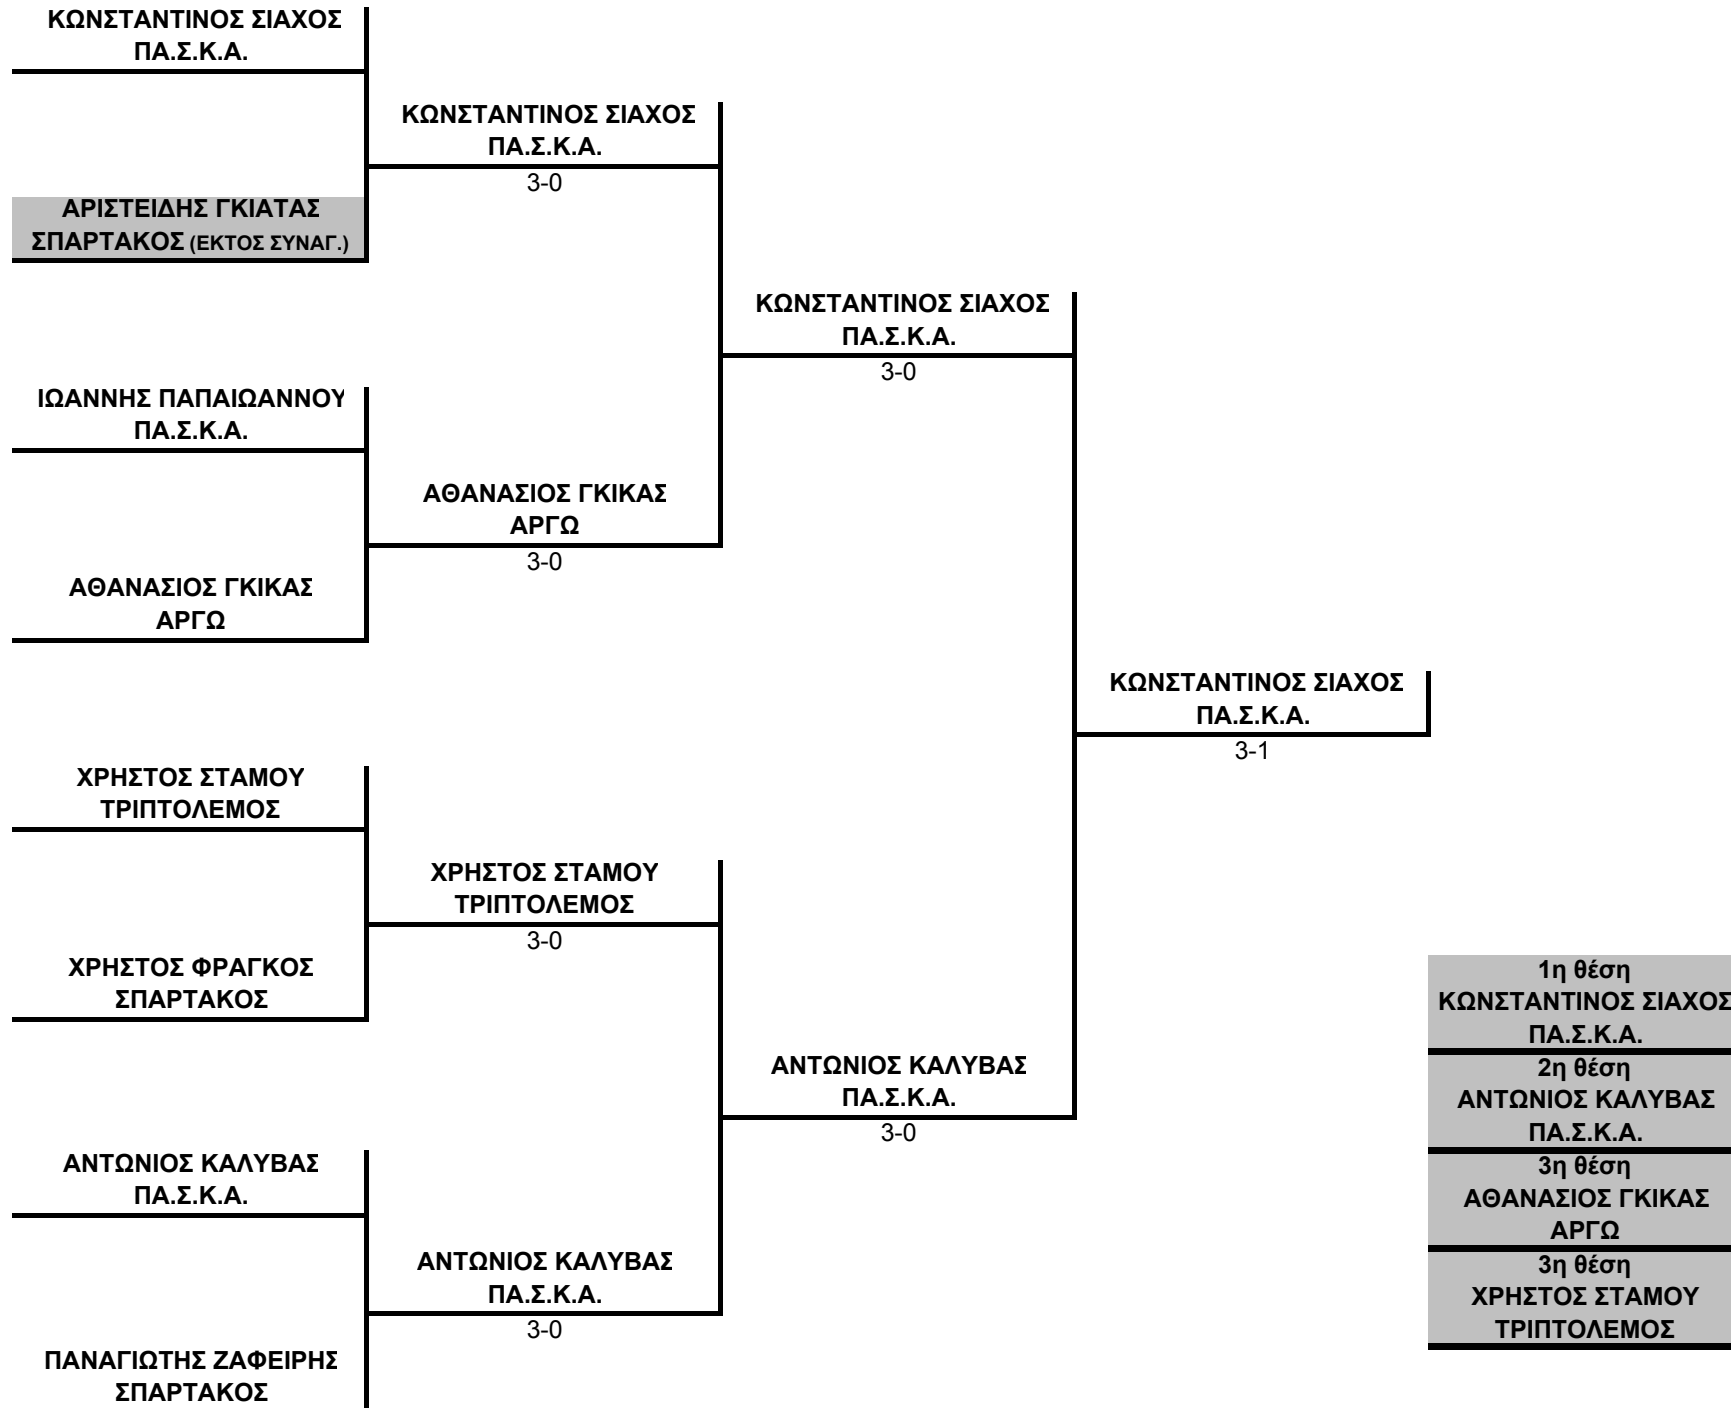 ΚΩΝΣΤΑΝΤΙΝΟΣ ΣΙΑΧΟΣ
ΠΑ.Σ.Κ.Α.
ΚΩΝΣΤΑΝΤΙΝΟΣ ΣΙΑΧΟΣ
ΠΑ.Σ.Κ.Α.
3-0
ΑΡΙΣΤΕΙΔΗΣ ΓΚΙΑΤΑΣ
ΣΠΑΡΤΑΚΟΣ (ΕΚΤΟΣ ΣΥΝΑΓ.)
ΚΩΝΣΤΑΝΤΙΝΟΣ ΣΙΑΧΟΣ
ΠΑ.Σ.Κ.Α.
3-0
ΙΩΑΝΝΗΣ ΠΑΠΑΙΩΑΝΝΟΥ
ΠΑ.Σ.Κ.Α.
ΑΘΑΝΑΣΙΟΣ ΓΚΙΚΑΣ
ΑΡΓΩ
3-0
ΑΘΑΝΑΣΙΟΣ ΓΚΙΚΑΣ
ΑΡΓΩ
ΚΩΝΣΤΑΝΤΙΝΟΣ ΣΙΑΧΟΣ
ΠΑ.Σ.Κ.Α.
3-1
ΧΡΗΣΤΟΣ ΣΤΑΜΟΥ
ΤΡΙΠΤΟΛΕΜΟΣ
ΧΡΗΣΤΟΣ ΣΤΑΜΟΥ
ΤΡΙΠΤΟΛΕΜΟΣ
3-0
ΧΡΗΣΤΟΣ ΦΡΑΓΚΟΣ
ΣΠΑΡΤΑΚΟΣ
ΑΝΤΩΝΙΟΣ ΚΑΛΥΒΑΣ
ΠΑ.Σ.Κ.Α.
3-0
ΑΝΤΩΝΙΟΣ ΚΑΛΥΒΑΣ
ΠΑ.Σ.Κ.Α.
ΑΝΤΩΝΙΟΣ ΚΑΛΥΒΑΣ
ΠΑ.Σ.Κ.Α.
3-0
ΠΑΝΑΓΙΩΤΗΣ ΖΑΦΕΙΡΗΣ
ΣΠΑΡΤΑΚΟΣ
1η θέση
ΚΩΝΣΤΑΝΤΙΝΟΣ ΣΙΑΧΟΣ
ΠΑ.Σ.Κ.Α.
2η θέση
ΑΝΤΩΝΙΟΣ ΚΑΛΥΒΑΣ
ΠΑ.Σ.Κ.Α.
3η θέση
ΑΘΑΝΑΣΙΟΣ ΓΚΙΚΑΣ
ΑΡΓΩ
3η θέση
ΧΡΗΣΤΟΣ ΣΤΑΜΟΥ
ΤΡΙΠΤΟΛΕΜΟΣ